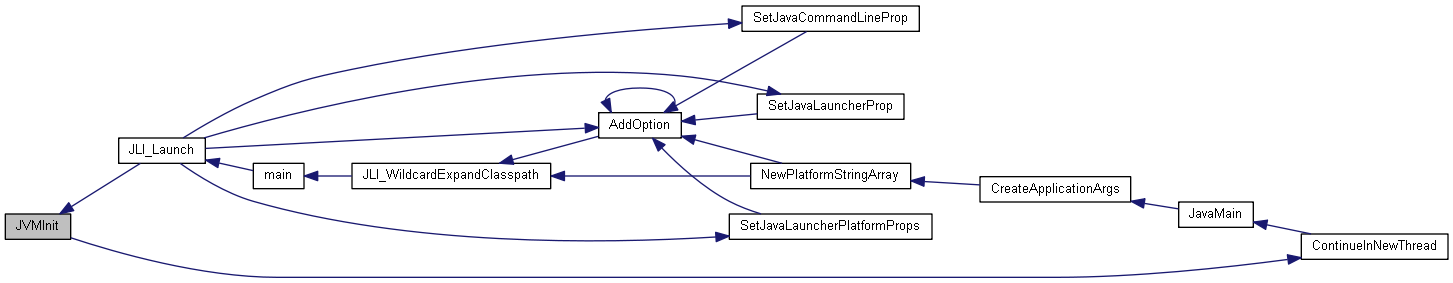 SetJavaCommandLineProp
SetJavaLauncherProp
AddOption
JLI_Launch
main
JLI_WildcardExpandClasspath
NewPlatformStringArray
CreateApplicationArgs
JavaMain
JVMInit
SetJavaLauncherPlatformProps
ContinueInNewThread